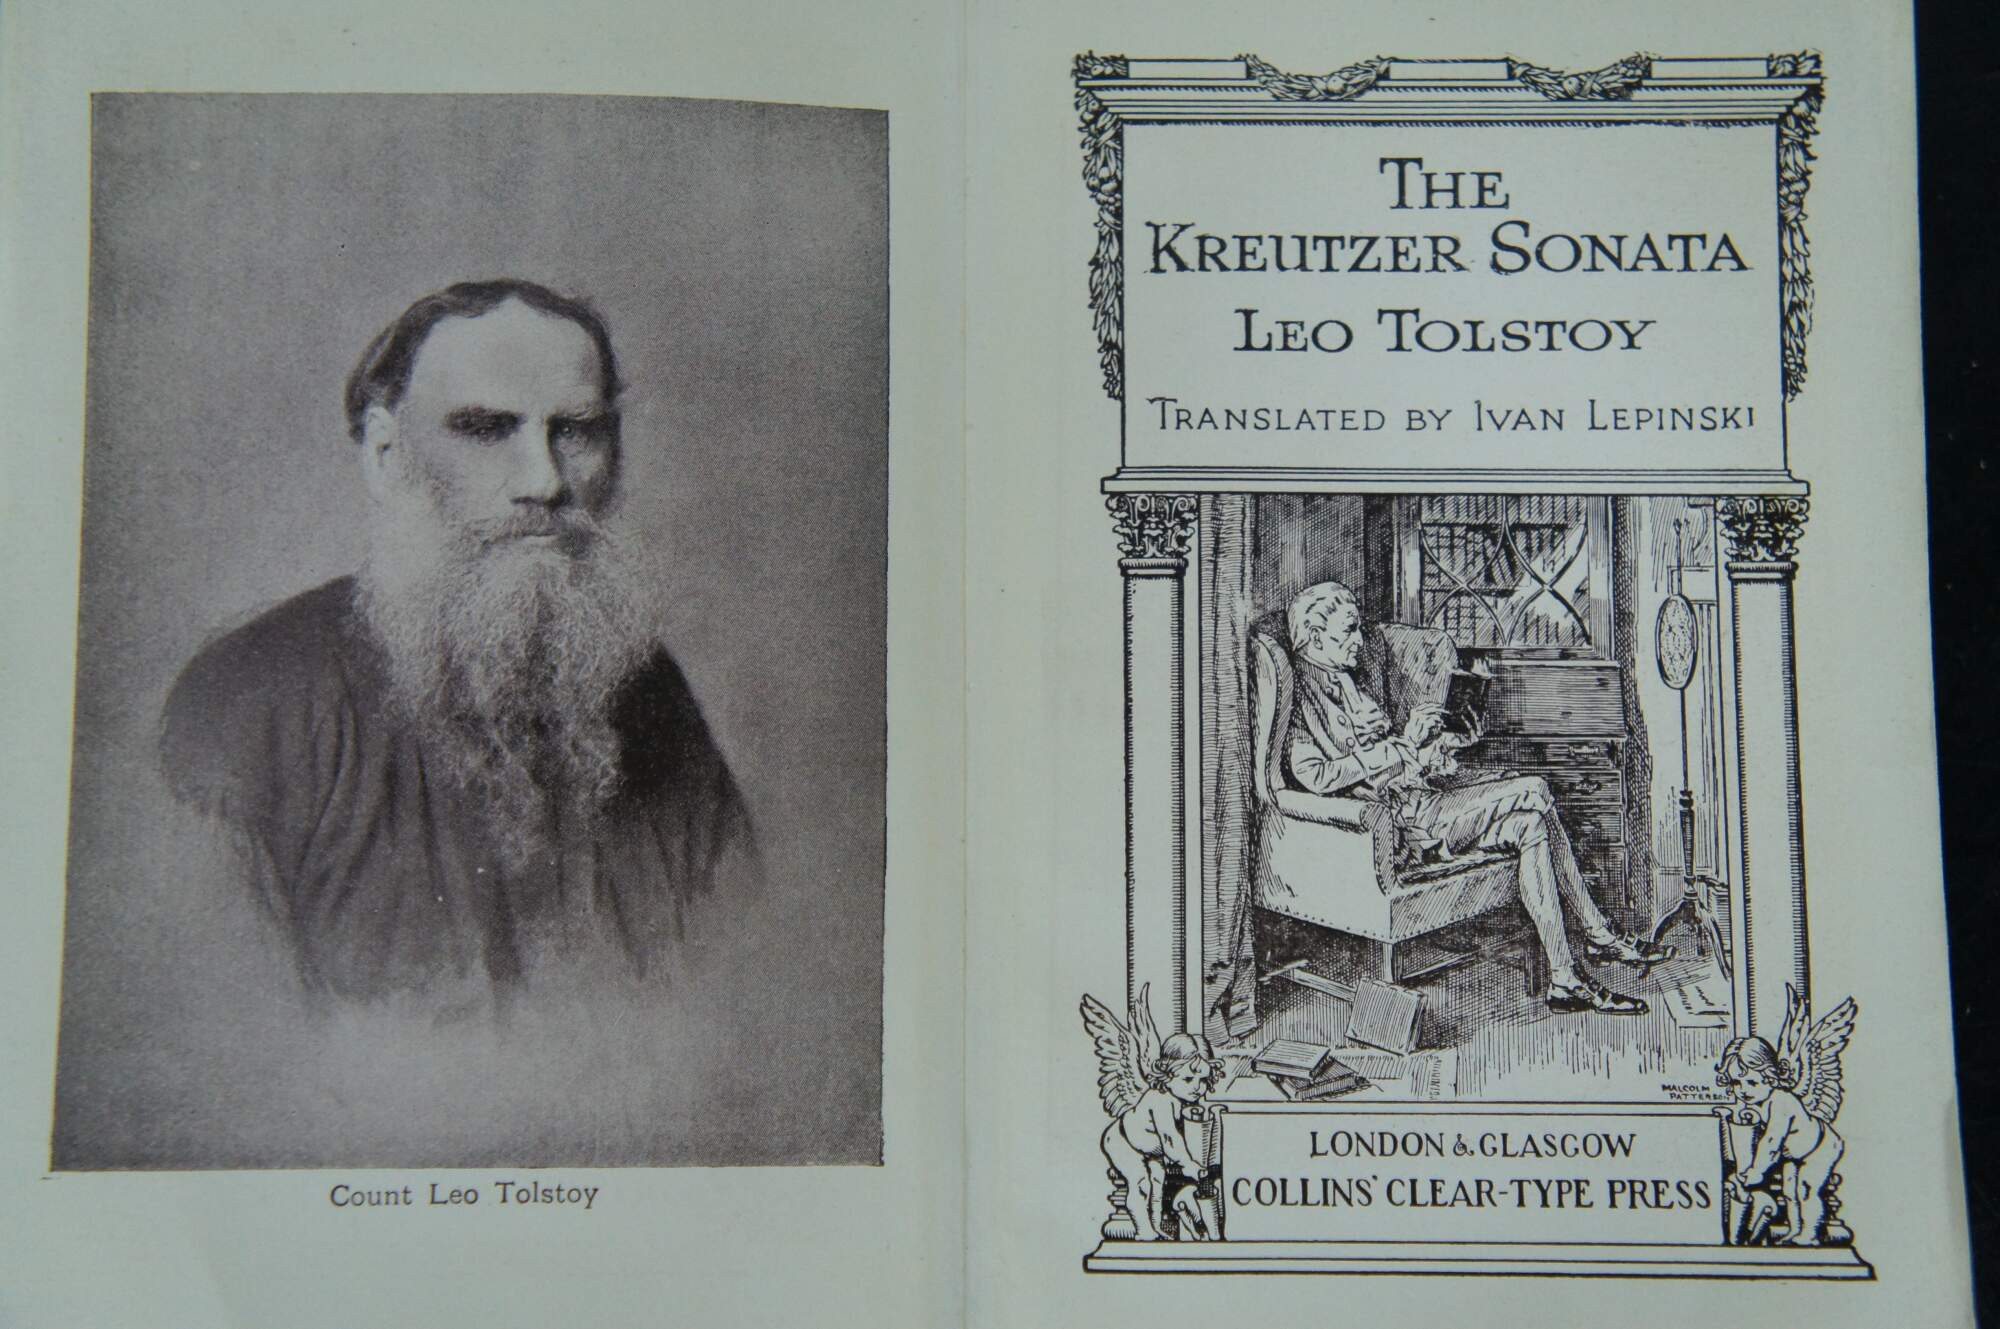 Count Leo Tolstoy
THE
KREUTZER SONATA
LEO TOLSTOY
TRANSLATED BY IVAN LEPINSKI
MALCOLM
PATTERSON
LONDON & GLASGOW
COLLINS' CLEAR-TYPE PRESS